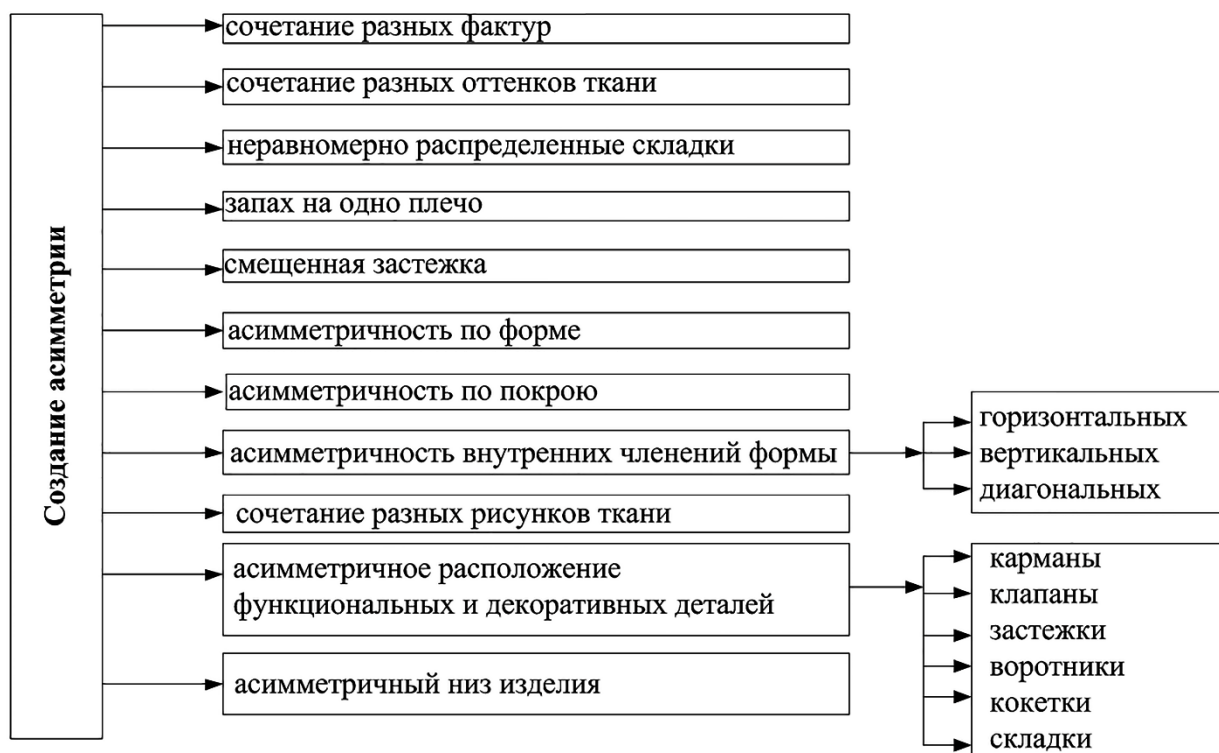 Создание асимметрии
сочетание разных фактур
сочетание разных оттенков ткани
неравномерно распределенные складки
запах на одно плечо
смещенная застежка
асимметричность по форме
асимметричность по покрою
асимметричность внутренних членений формы
горизонтальных
вертикальных
диагональных
сочетание разных рисунков ткани
асимметричное расположение
функциональных и декоративных деталей
карманы
клапаны
застежки
воротники
кокетки
складки
асимметричный низ изделия